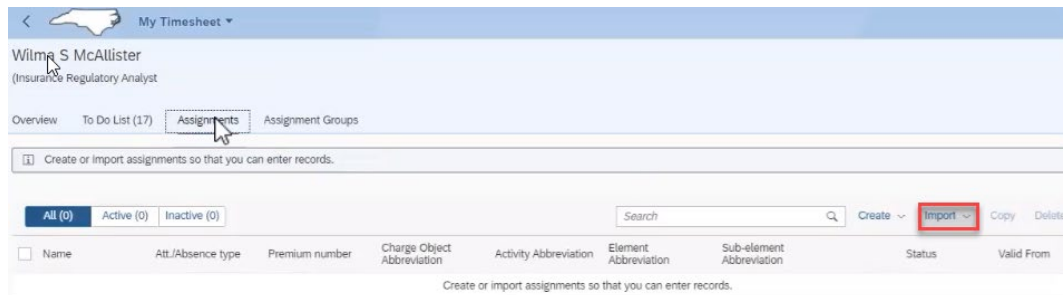 My Timesheet
Wilma S McAllister
(Insurance Regulatory Analyst
Overview To Do List (17) Assignments Assignment Groups
Create or import assignments so that you can enter records.
All (0) Active (0) Inactive (0) Search Create Import Copy Delete
Name Att./Absence type Premium number Charge Object Abbreviation Activity Abbreviation Element Abbreviation Sub-element Abbreviation Status Valid From
Create or import assignments so that you can enter records.